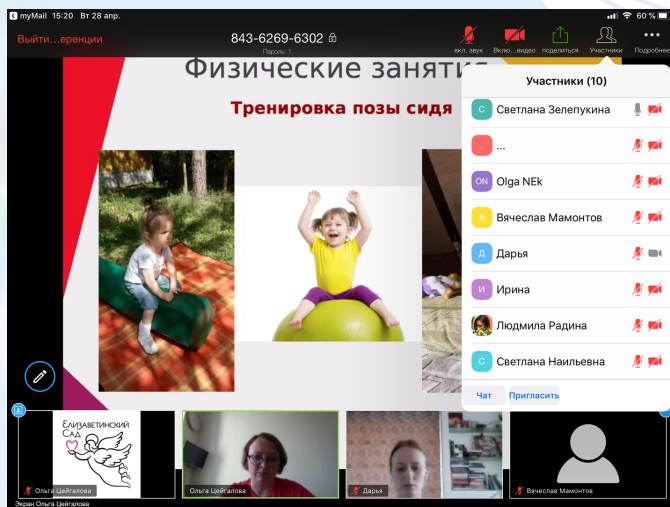 myMail 15:20 Вт 28 апр.
60 %
Выйти…еренции
843-6269-6302
Пароль: 1
вкл. звук
Вклю…видео
поделиться
Участники
Подробнее
Физические занятия
Тренировка позы сидя
Участники (10)
С Светлана Зелепукина
. ...
ON Olga NEk
В Вячеслав Мамонтов
Д Дарья
И Ирина
Людмила Радина
С Светлана Наильевна
Чат Пригласить
Елизаветинский
Сад
Ольга Цейгалова
Ольга Цейгалова
Дарья
Вячеслав Мамонтов
Экран Ольга Цейгалова